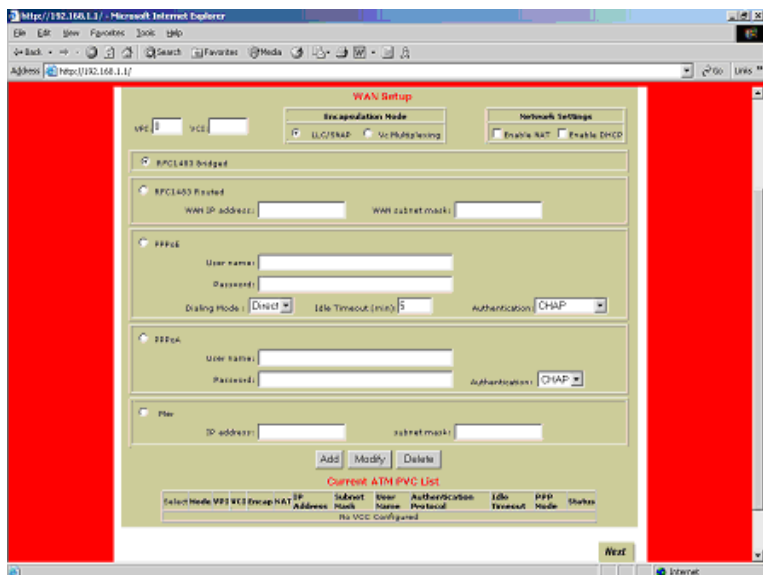 http://192.168.1.1/ - Microsoft Internet Explorer
File Edit View Favorites Tools Help
Back Search Favorites Media
Address http://192.168.1.1/ Go Links »
WAN Setup
VPI: 0 VCI:
Encapsulation Mode
LLC/SNAP Vc Multiplexing
Network Settings
Enable NAT Enable DHCP
RFC1483 Bridged
RFC1483 Routed
WAN IP address: WAN subnet mask:
PPPoE
User name:
Password:
Dialing Mode : Direct Idle Timeout (min): 5 Authentication: CHAP
PPPoA
User name:
Password: Authentication: CHAP
Mer
IP address: subnet mask:
Add Modify Delete
Current ATM PVC List
Select Mode VPI VCI Encap NAT IP Address Subnet Mask User Name Authentication Protocol Idle Timeout PPP Mode Status
No VCC Configured
Next
Internet